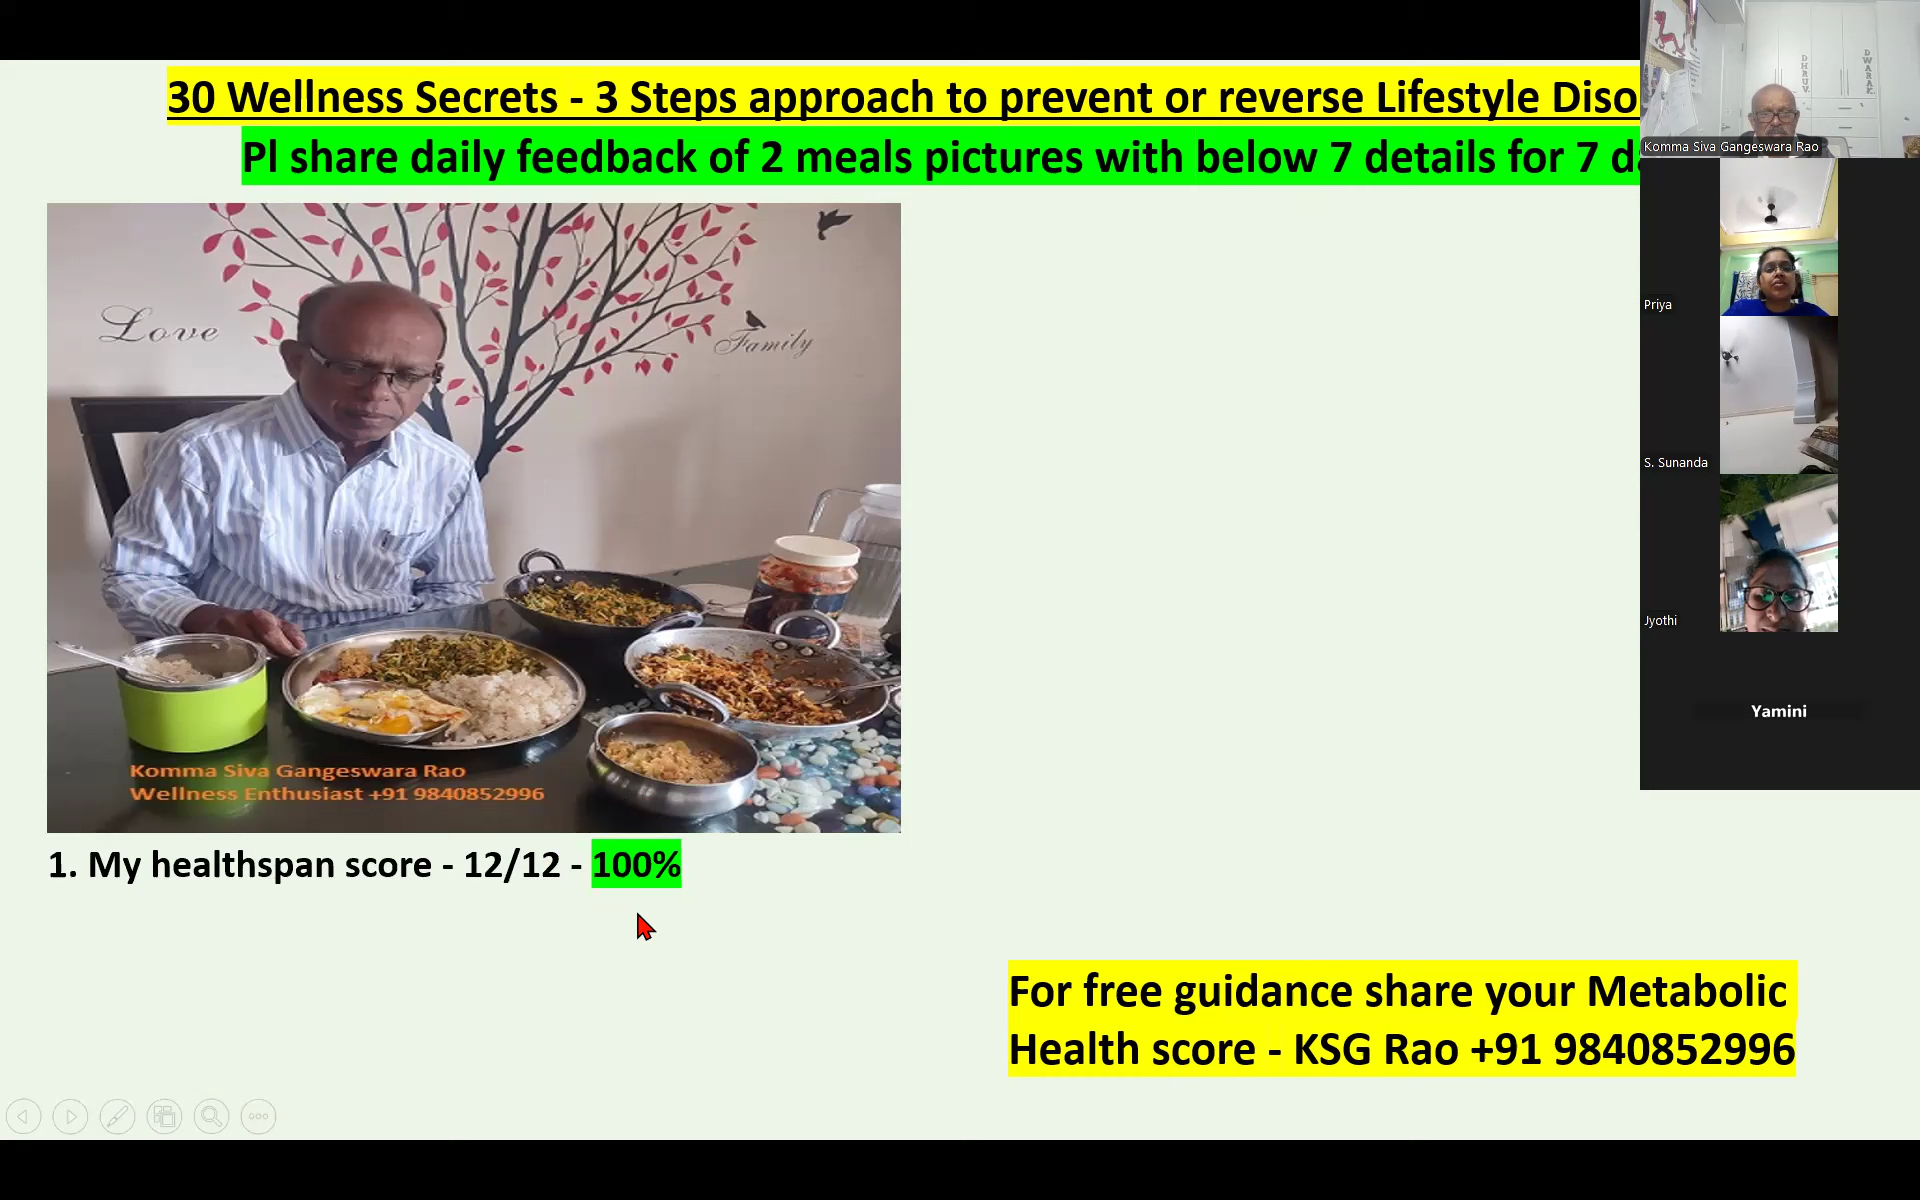 30 Wellness Secrets - 3 Steps approach to prevent or reverse Lifestyle Diso
Pl share daily feedback of 2 meals pictures with below 7 details for 7 d
Love
Family
Komma Siva Gangeswara Rao
Wellness Enthusiast +91 9840852996
1. My healthspan score - 12/12 - 100%
For free guidance share your Metabolic
Health score - KSG Rao +91 9840852996
DHRUV
DWARAK
Komma Siva Gangeswara Rao
Priya
S. Sunanda
Jyothi
Yamini